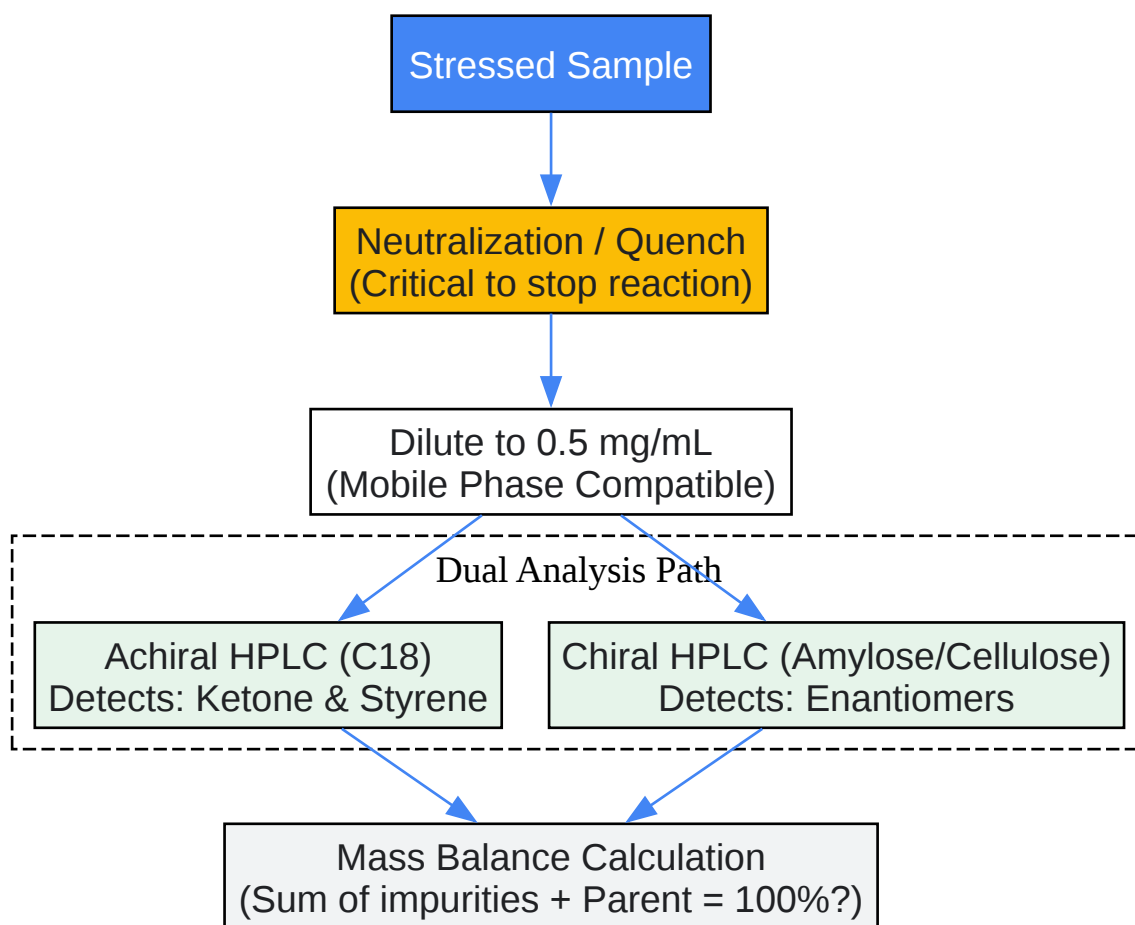 Stressed Sample
Neutralization / Quench
(Critical to stop reaction)
Dilute to 0.5 mg/mL
(Mobile Phase Compatible)
Dual Analysis Path
Achiral HPLC (C18)
Detects: Ketone & Styrene
Chiral HPLC (Amylose/Cellulose)
Detects: Enantiomers
Mass Balance Calculation
(Sum of impurities + Parent = 100%?)